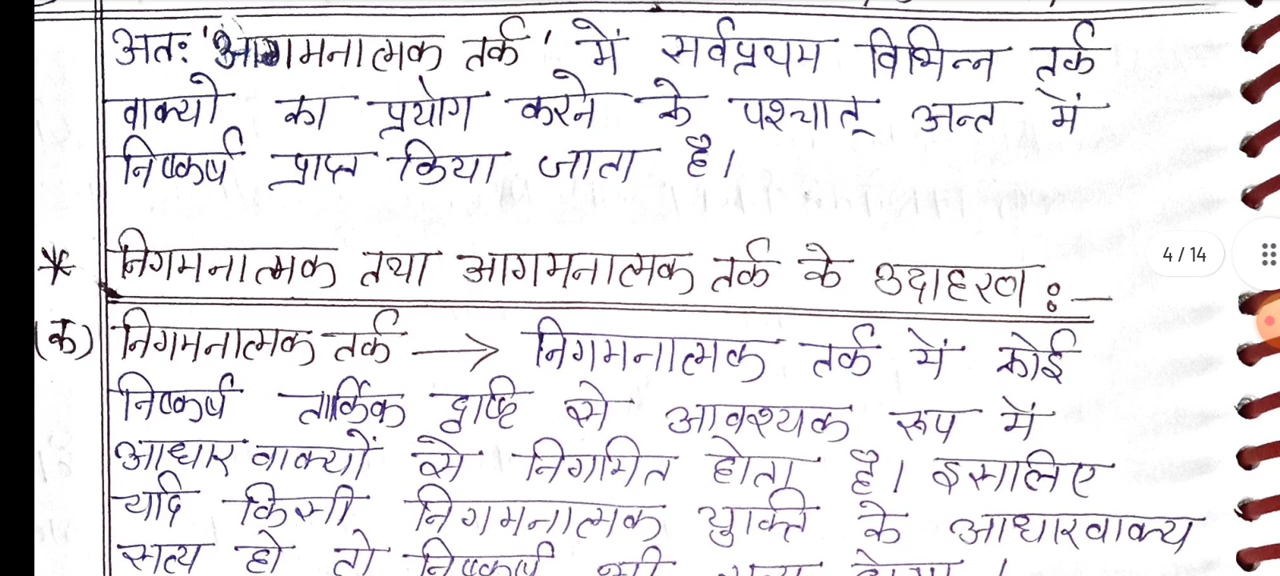 अतः 'आगमनात्मक तर्क' में सर्वप्रथम विभिन्न तर्क
वाक्यों का प्रयोग करने के पश्चात् अन्त में
निष्कर्ष प्राप्त किया जाता है।
* निगमनात्मक तथा आगमनात्मक तर्क के उदाहरण :—
4/14
(क) निगमनात्मक तर्क → निगमनात्मक तर्क में कोई
निष्कर्ष तार्किक दृष्टि से आवश्यक रूप में
आधार वाक्यों से निगमित होता है। इसलिए
यदि किसी निगमनात्मक युक्ति के आधारवाक्य
सत्य हो तो निष्कर्ष भी